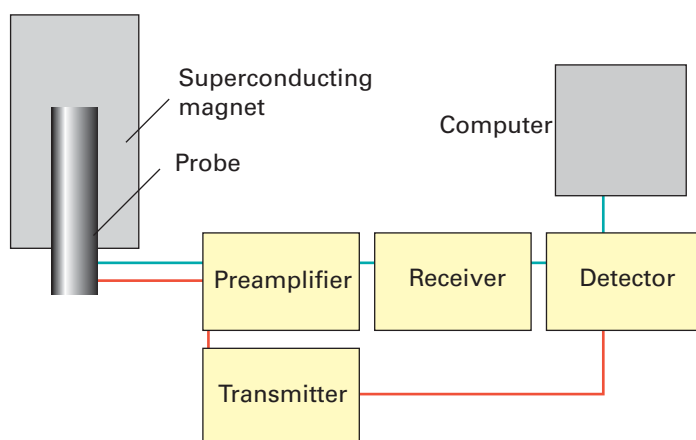 Superconducting
magnet
Computer
Probe
Preamplifier
Receiver
Detector
Transmitter